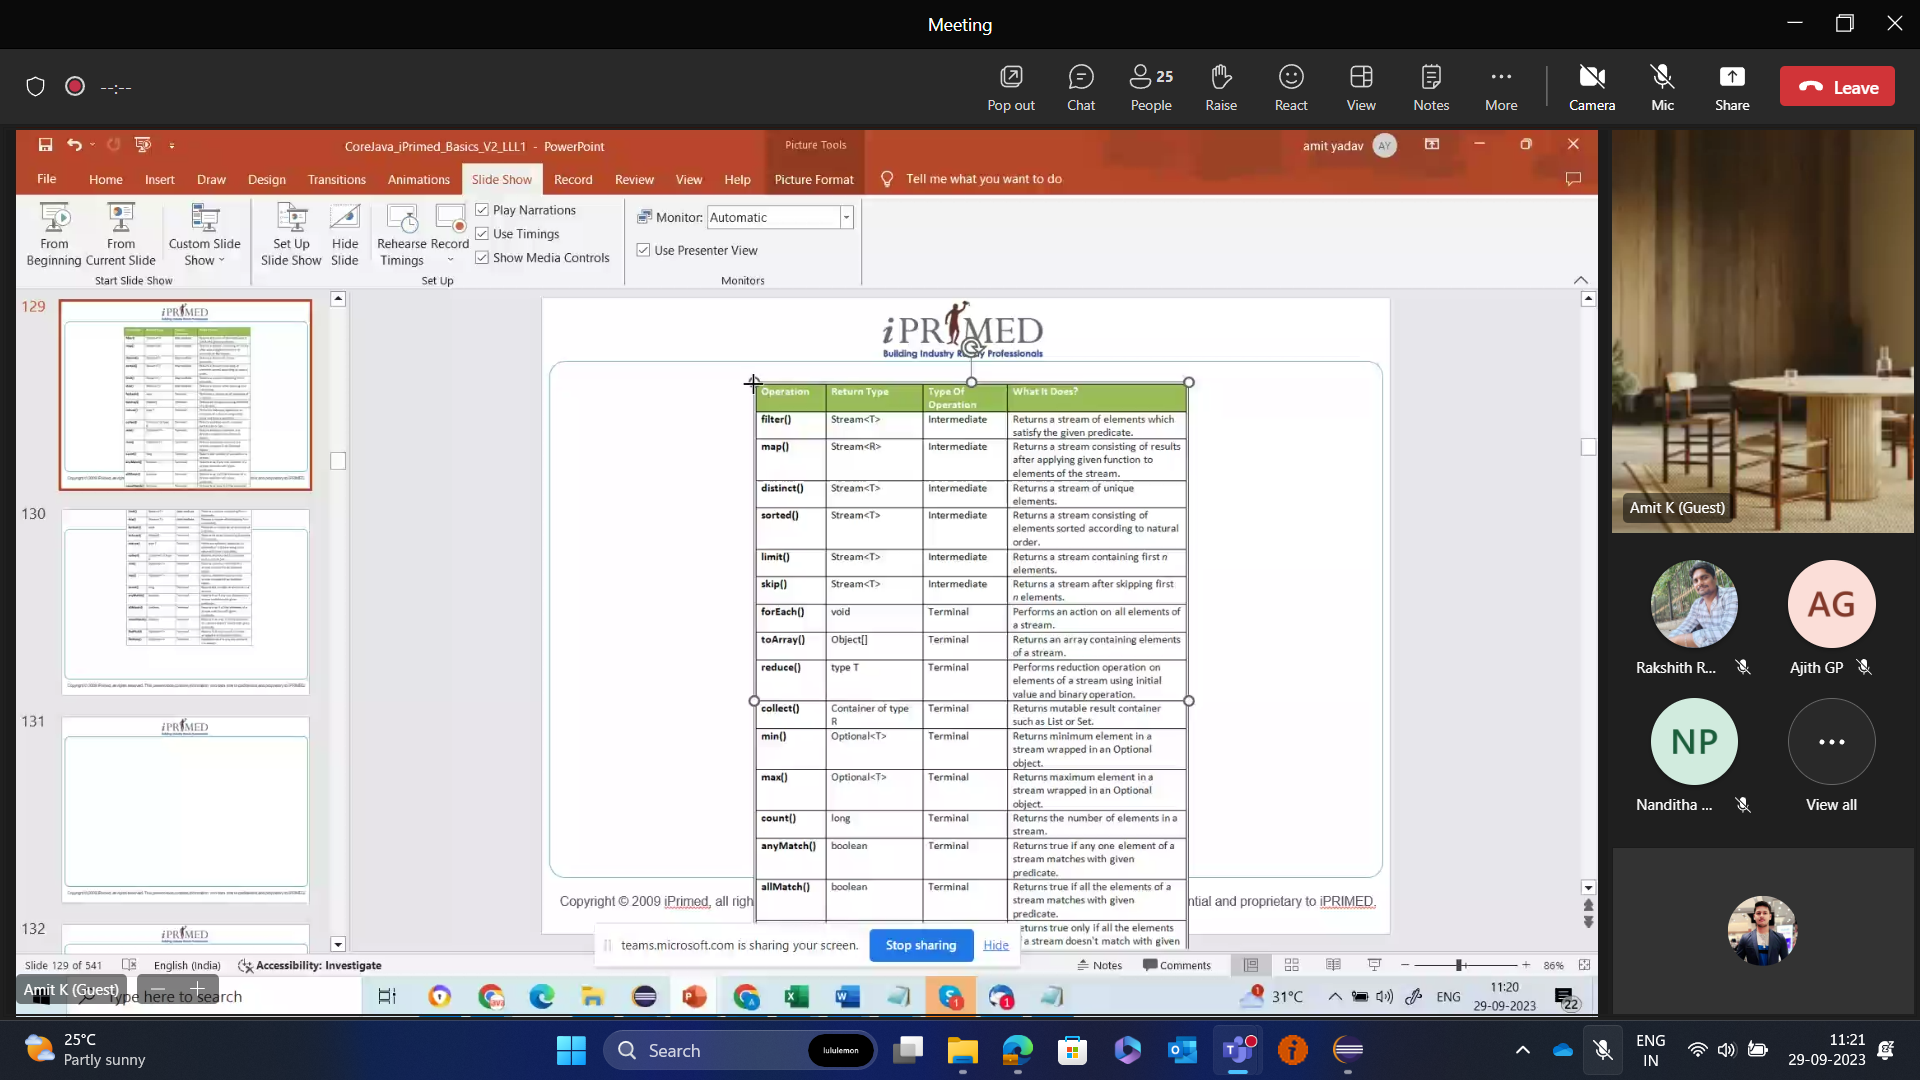 Meeting
--:--
Pop out
Chat
25
People
Raise
React
View
Notes
More
Camera
Mic
Share
Leave
CoreJava_iPrimed_Basics_V2_LLL1 - PowerPoint
Picture Tools
amit yadav
AY
File
Home
Insert
Draw
Design
Transitions
Animations
Slide Show
Record
Review
View
Help
Picture Format
Tell me what you want to do
From
Beginning
From
Current Slide
Custom Slide
Show
Start Slide Show
Set Up
Slide Show
Hide
Slide
Rehearse
Timings
Record
Play Narrations
Use Timings
Show Media Controls
Set Up
Monitor: Automatic
Use Presenter View
Monitors
129
iPRIMED
130
131
iPRIMED
132
iPRIMED
Building Industry Professionals
Operation Return Type Type Of
Operation What It Does?
filter() Stream<T> Intermediate Returns a stream of elements which
satisfy the given predicate.
map() Stream<R> Intermediate Returns a stream consisting of results
after applying given function to
elements of the stream.
distinct() Stream<T> Intermediate Returns a stream of unique
elements.
sorted() Stream<T> Intermediate Returns a stream consisting of
elements sorted according to natural
order.
limit() Stream<T> Intermediate Returns a stream containing first n
elements.
skip() Stream<T> Intermediate Returns a stream after skipping first
n elements.
forEach() void Terminal Performs an action on all elements of
a stream.
toArray() Object[] Terminal Returns an array containing elements
of a stream.
reduce() type T Terminal Performs reduction operation on
elements of a stream using initial
value and binary operation.
collect() Container of type
R Terminal Returns mutable result container
such as List or Set.
min() Optional<T> Terminal Returns minimum element in a
stream wrapped in an Optional
object.
max() Optional<T> Terminal Returns maximum element in a
stream wrapped in an Optional
object.
count() long Terminal Returns the number of elements in a
stream.
anyMatch() boolean Terminal Returns true if any one element of a
stream matches with given
predicate.
allMatch() boolean Terminal Returns true if all the elements of a
stream matches with given
predicate.
eturns true only if all the elements
a stream doesn't match with given
Copyright © 2009 iPrimed, all righ
ntial and proprietary to iPRIMED.
teams.microsoft.com is sharing your screen.
Stop sharing
Hide
Slide 129 of 541
English (India)
Accessibility: Investigate
Notes
Comments
86%
Amit K (Guest)
ype here to search
31°C
ENG
11:20
29-09-2023
22
Amit K (Guest)
Rakshith R...
AG
Ajith GP
NP
Nanditha ...
View all
25°C
Partly sunny
Search
lululemon
ENG
IN
11:21
29-09-2023